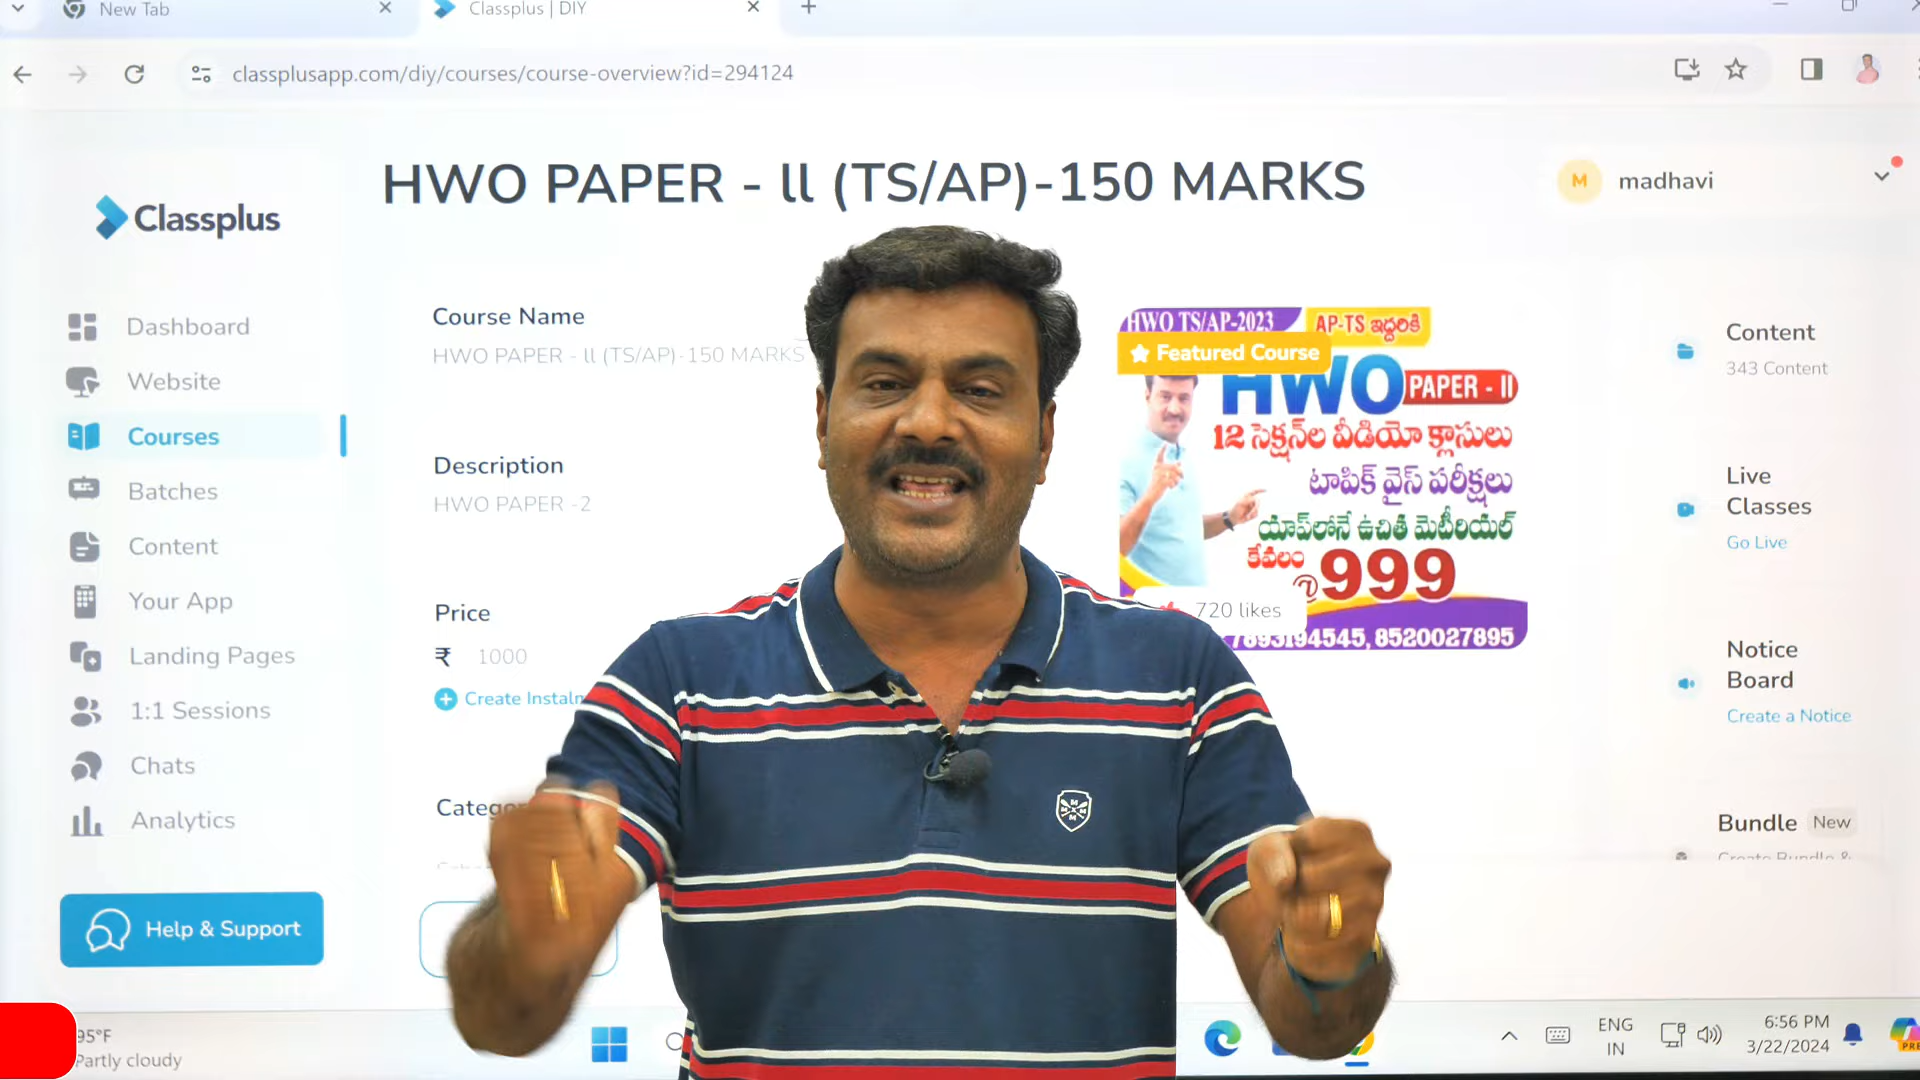 New Tab
Classplus | DIY
classplusapp.com/diy/courses/course-overview?id=294124
HWO PAPER - ll (TS/AP)-150 MARKS
M madhavi
Classplus
Dashboard
Website
Courses
Batches
Content
Your App
Landing Pages
1:1 Sessions
Chats
Analytics
Help & Support
Course Name
HWO PAPER - ll (TS/AP)-150 MARKS
Description
HWO PAPER -2
Price
₹ 1000
Create
HWO TS/AP-2023
AP-TS ఇద్దరికి
Featured Course
HWO PAPER - II
12 సెక్షన్‌ల వీడియో క్లాసులు
టాపిక్ వైస్ పరీక్షలు
యాప్‌లోనే ఉచిత మెటీరియల్
కేవలం @999
720 likes
7893194545, 8520027895
Content
343 Content
Live
Classes
Go Live
Notice
Board
Create a Notice
Bundle New
Create Bundle &
95°F
Partly cloudy
ENG
IN
6:56 PM
3/22/2024
PRE